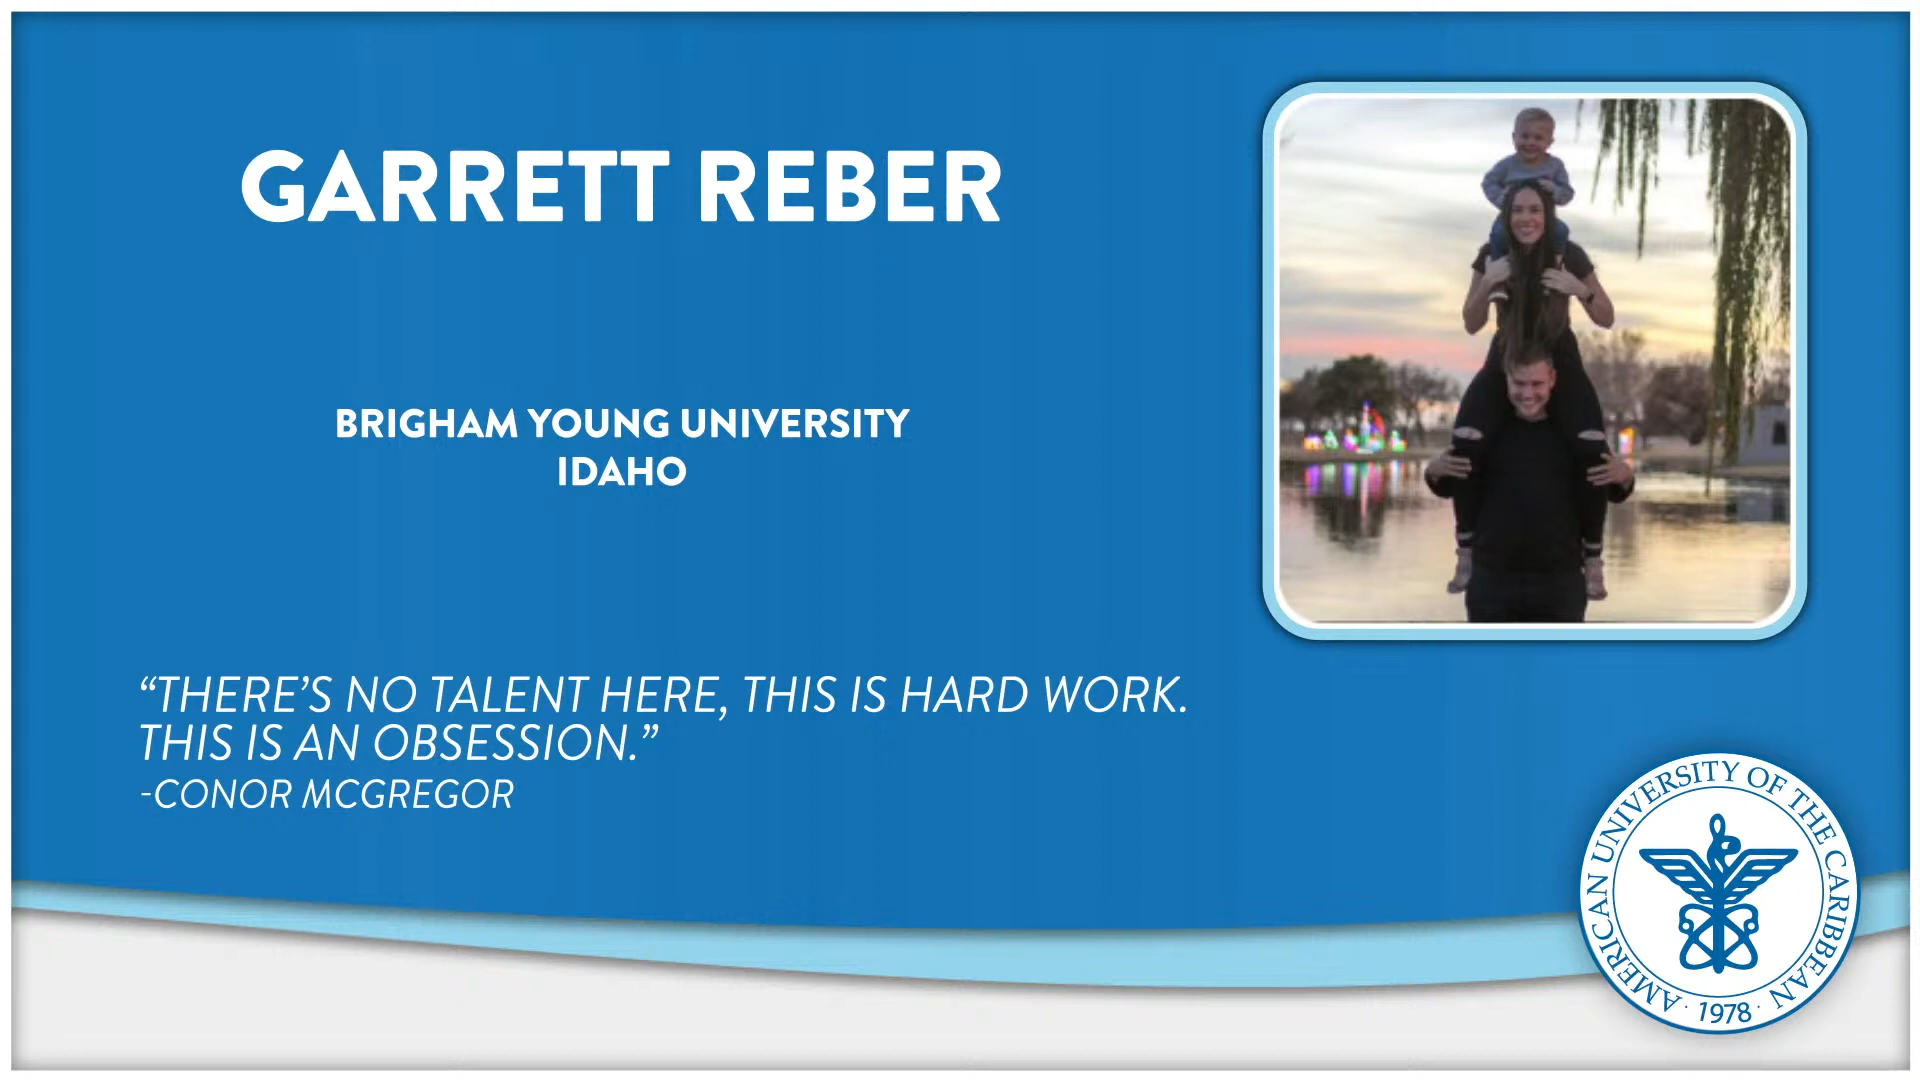 GARRETT REBER
BRIGHAM YOUNG UNIVERSITY
IDAHO
“THERE’S NO TALENT HERE, THIS IS HARD WORK.
THIS IS AN OBSESSION.”
-CONOR MCGREGOR
AMERICAN UNIVERSITY OF THE CARIBBEAN
· 1978 ·